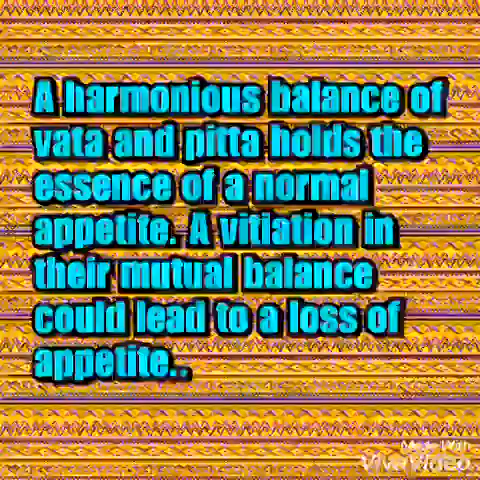 A harmonious balance of
vata and pitta holds the
essence of a normal
appetite. A vitiation in
their mutual balance
could lead to a loss of
appetite..
Made With
VivaVideo